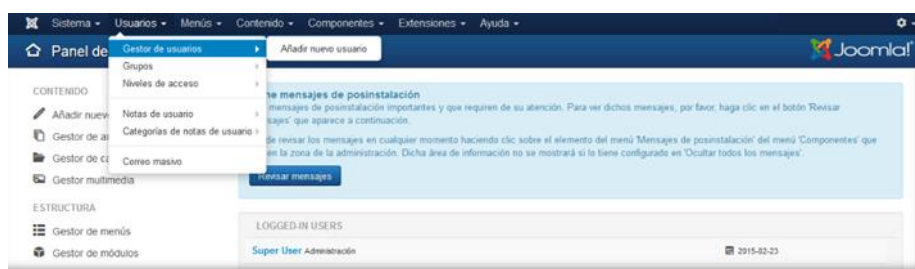 Sistema Usuarios Menús Contenido Componentes Extensiones Ayuda
Panel de
Joomla!
Gestor de usuarios
Añadir nuevo usuario
Grupos
Niveles de acceso
Notas de usuario
Categorías de notas de usuario
Correo masivo
CONTENIDO
Añadir nuev
Gestor de ar
Gestor de ca
Gestor multimedia
ESTRUCTURA
Gestor de menús
Gestor de módulos
ne mensajes de posinstalación
mensajes de posinstalación importantes y que requiren de su atención. Para ver dichos mensajes, por favor, haga clic en el botón 'Revisar
sajes' que aparece a continuación.
de revisar los mensajes en cualquier momento haciendo clic sobre el elemento del menú 'Mensajes de posinstalación' del menú 'Componentes' que
en la zona de la administración. Dicha área de información no se mostrará si lo tiene configurado en 'Ocultar todos los mensajes'.
Revisar mensajes
LOGGED-IN USERS
Super User Administración
2015-02-23